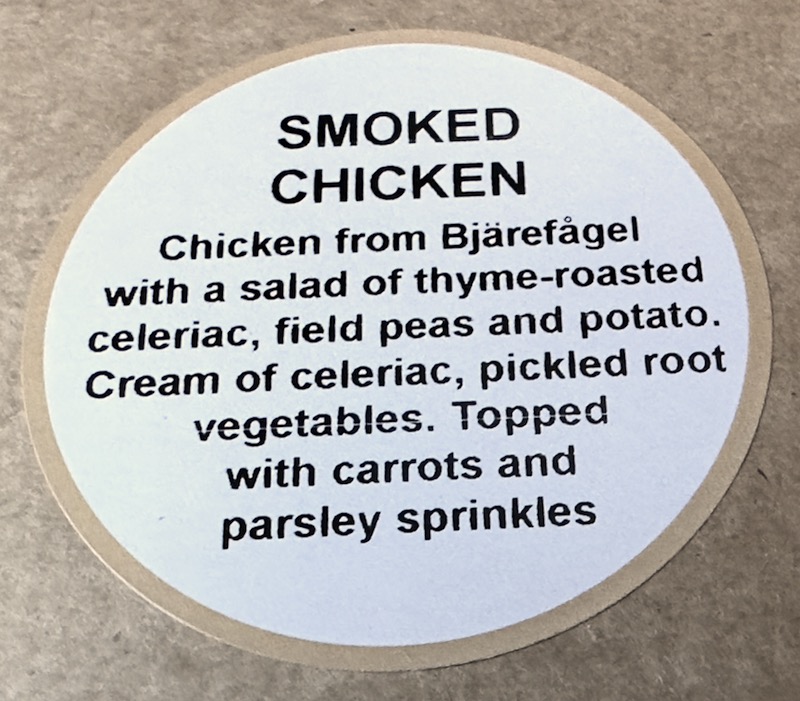 SMOKED
CHICKEN
Chicken from Bjärefågel
with a salad of thyme-roasted
celeriac, field peas and potato.
Cream of celeriac, pickled root
vegetables. Topped
with carrots and
parsley sprinkles